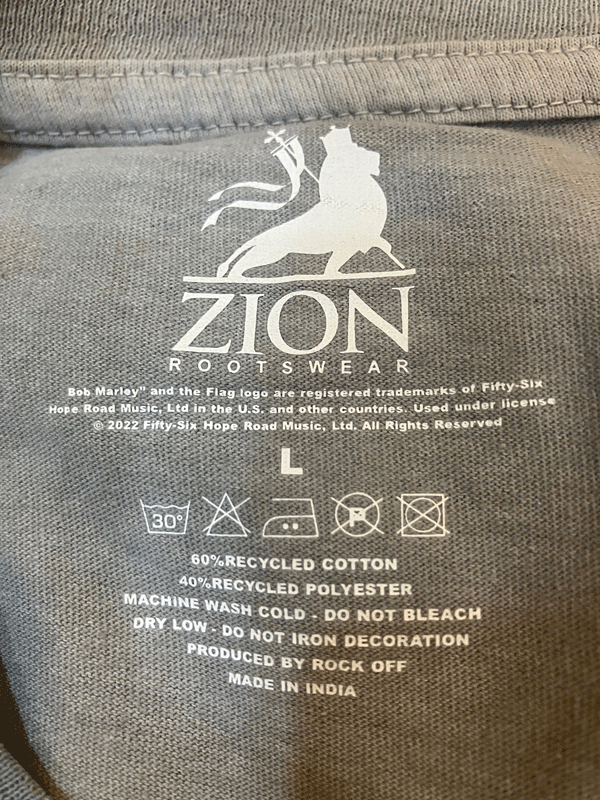 ZION
ROOTSWEAR
Bob Marley™ and the Flag logo are registered trademarks of Fifty-Six
Hope Road Music, Ltd in the U.S. and other countries. Used under license
© 2022 Fifty-Six Hope Road Music, Ltd. All Rights Reserved
L
30° P
60%RECYCLED COTTON
40%RECYCLED POLYESTER
MACHINE WASH COLD - DO NOT BLEACH
DRY LOW - DO NOT IRON DECORATION
PRODUCED BY ROCK OFF
MADE IN INDIA